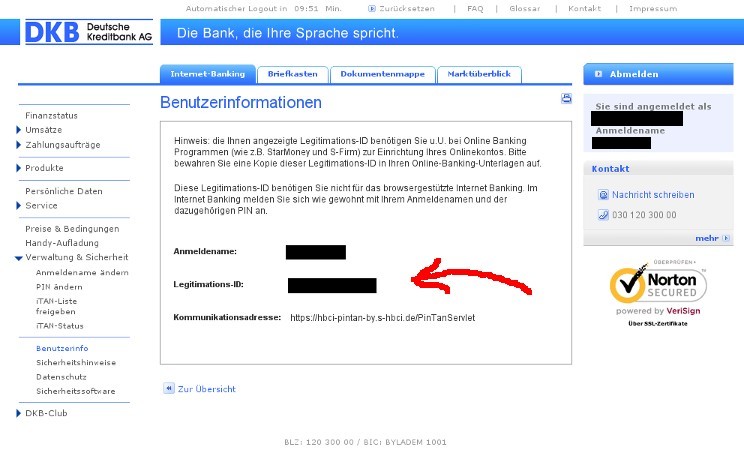 Automatischer Logout in 09:51 Min. Zurücksetzen | FAQ | Glossar | Kontakt | Impressum
DKB Deutsche
Kreditbank AG
Die Bank, die Ihre Sprache spricht.
Internet-Banking Briefkasten Dokumentenmappe Marktüberblick
Abmelden
Finanzstatus
Umsätze
Zahlungsaufträge
Produkte
Persönliche Daten
Service
Preise & Bedingungen
Handy-Aufladung
Verwaltung & Sicherheit
Anmeldename ändern
PIN ändern
iTAN-Liste
freigeben
iTAN-Status
Benutzerinfo
Sicherheitshinweise
Datenschutz
Sicherheitssoftware
DKB-Club
Benutzerinformationen
Hinweis: die Ihnen angezeigte Legitimations-ID benötigen Sie u.U. bei Online Banking
Programmen (wie z.B. StarMoney und S-Firm) zur Einrichtung Ihres Onlinekontos. Bitte
bewahren Sie eine Kopie dieser Legitimations-ID in Ihren Online-Banking-Unterlagen auf.
Diese Legitimations-ID benötigen Sie nicht für das browsergestützte Internet Banking. Im
Internet-Banking melden Sie sich wie gewohnt mit Ihrem Anmeldenamen und der
dazugehörigen PIN an.
Anmeldename:
Legitimations-ID:
Kommunikationsadresse: https://hbci-pintan-by.s-hbci.de/PinTanServlet
Zur Übersicht
Sie sind angemeldet als
Anmeldename
Kontakt
Nachricht schreiben
030 120 300 00
mehr
ÜBERPRÜFEN
Norton
SECURED
powered by VeriSign
Über SSL-Zertifikate
BLZ: 120 300 00 / BIC: BYLADEM 1001